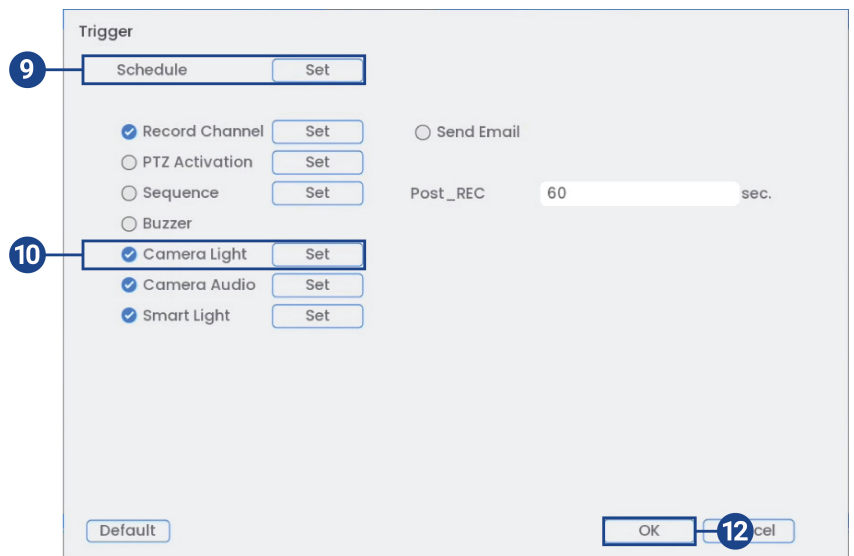 Trigger
9
Schedule Set
Record Channel Set Send Email
PTZ Activation Set
Sequence Set Post_REC 60 sec.
Buzzer
10
Camera Light Set
Camera Audio Set
Smart Light Set
Default OK 12 cel